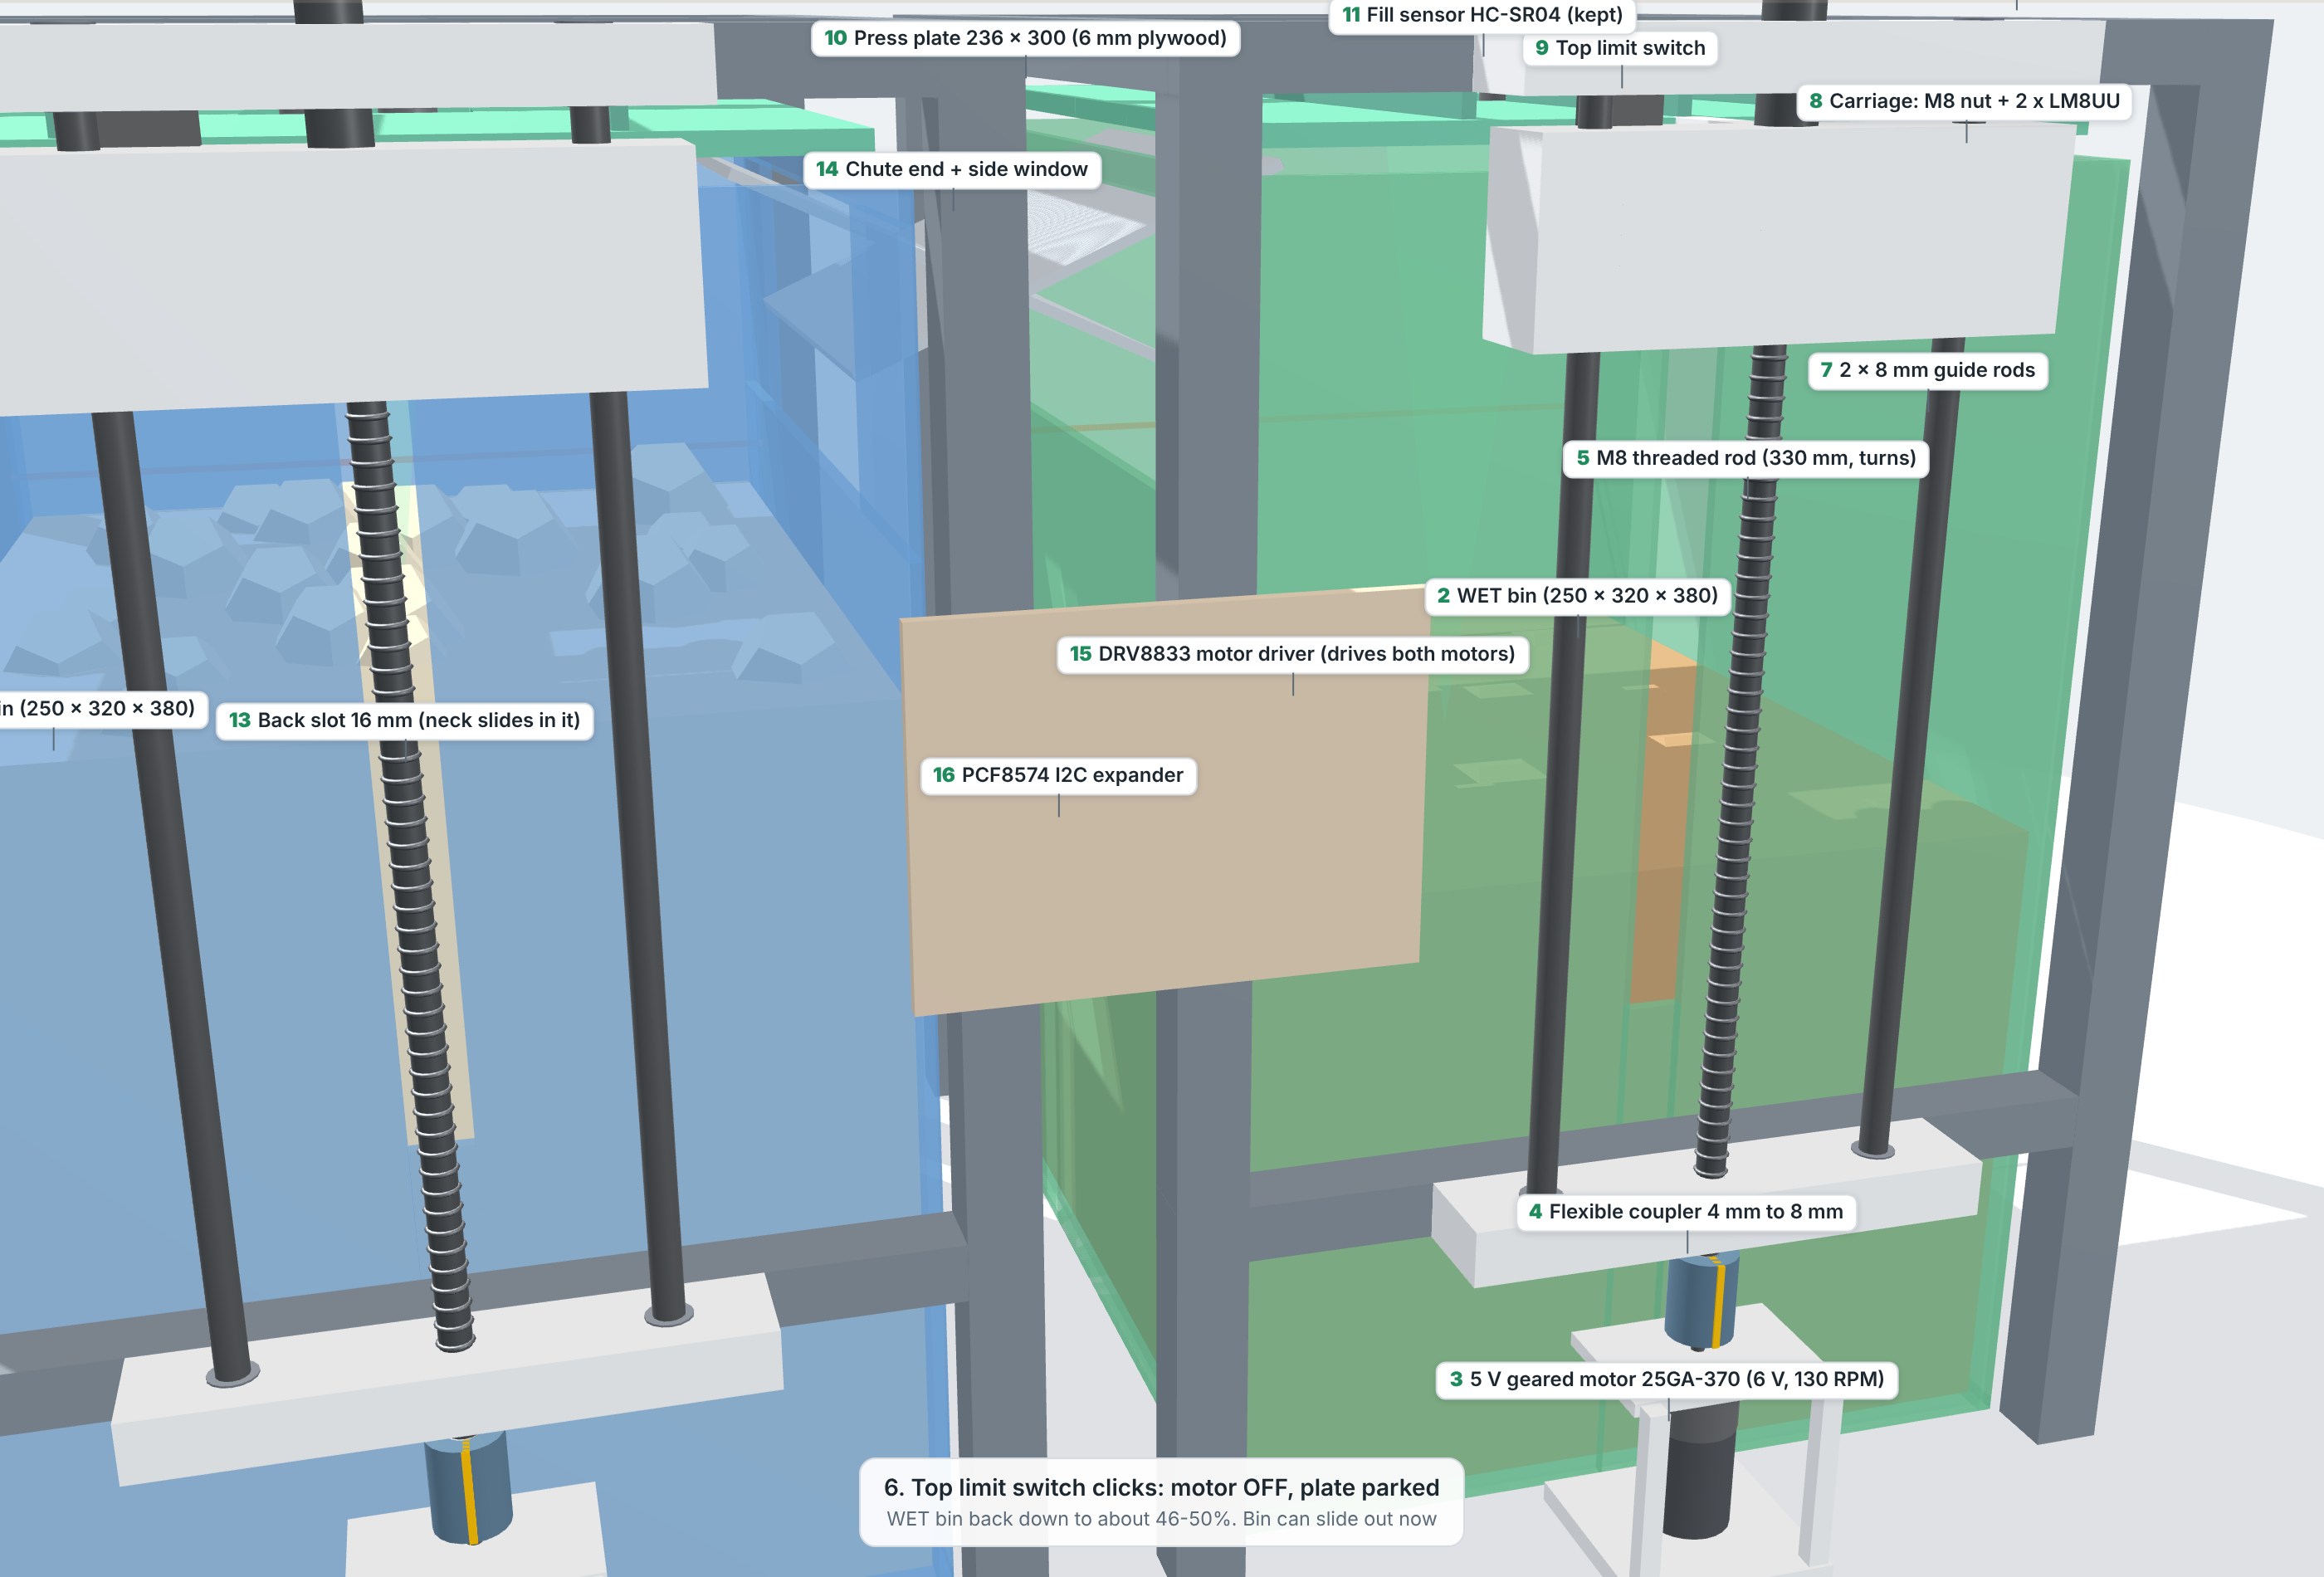 11 Fill sensor HC-SR04 (kept)
10 Press plate 236 × 300 (6 mm plywood)
9 Top limit switch
8 Carriage: M8 nut + 2 x LM8UU
14 Chute end + side window
7 2 × 8 mm guide rods
5 M8 threaded rod (330 mm, turns)
2 WET bin (250 × 320 × 380)
15 DRV8833 motor driver (drives both motors)
in (250 × 320 × 380)
13 Back slot 16 mm (neck slides in it)
16 PCF8574 I2C expander
4 Flexible coupler 4 mm to 8 mm
3 5 V geared motor 25GA-370 (6 V, 130 RPM)
6. Top limit switch clicks: motor OFF, plate parked
WET bin back down to about 46-50%. Bin can slide out now